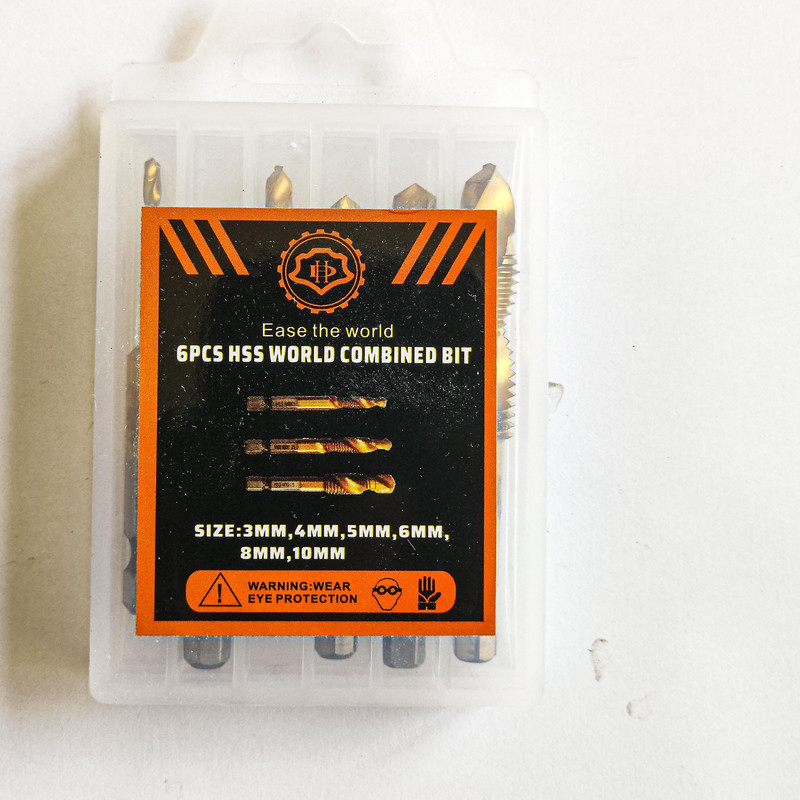 Ease the world
6PCS HSS WORLD COMBINED BIT
SIZE:3MM,4MM,5MM,6MM,
8MM,10MM
WARNING:WEAR
EYE PROTECTION